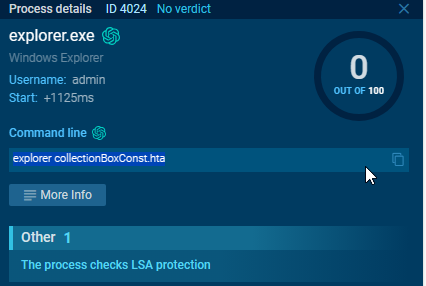 Process details ID 4024 No verdict
explorer.exe
Windows Explorer
Username: admin
Start: +1125ms
0
OUT OF 100
Command line
explorer collectionBoxConst.hta
More Info
Other 1
The process checks LSA protection